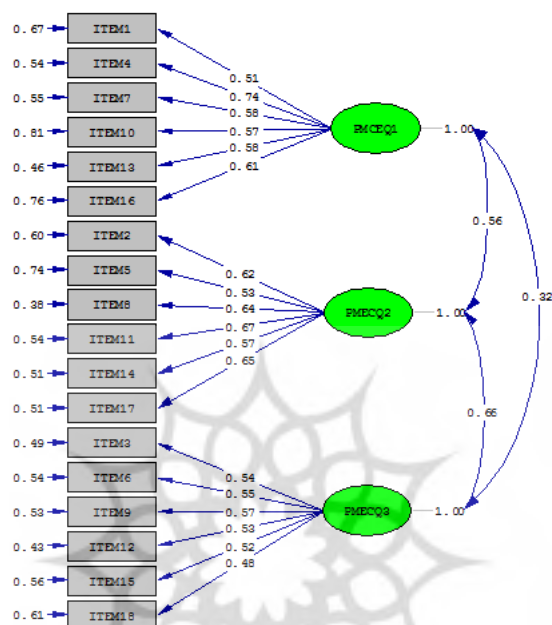 0.67 ITEM1
0.54 ITEM4
0.55 ITEM7
0.81 ITEM10
0.46 ITEM13
0.76 ITEM16
0.60 ITEM2
0.74 ITEM5
0.38 ITEM8
0.54 ITEM11
0.51 ITEM14
0.51 ITEM17
0.49 ITEM3
0.54 ITEM6
0.53 ITEM9
0.43 ITEM12
0.56 ITEM15
0.61 ITEM18
0.51
0.74
0.58
0.57
0.58
0.61
0.62
0.53
0.64
0.67
0.57
0.65
0.54
0.55
0.57
0.53
0.52
0.48
PMCEQ1 1.00
PMECQ2 1.00
PMECQ3 1.00
0.56
0.32
0.66